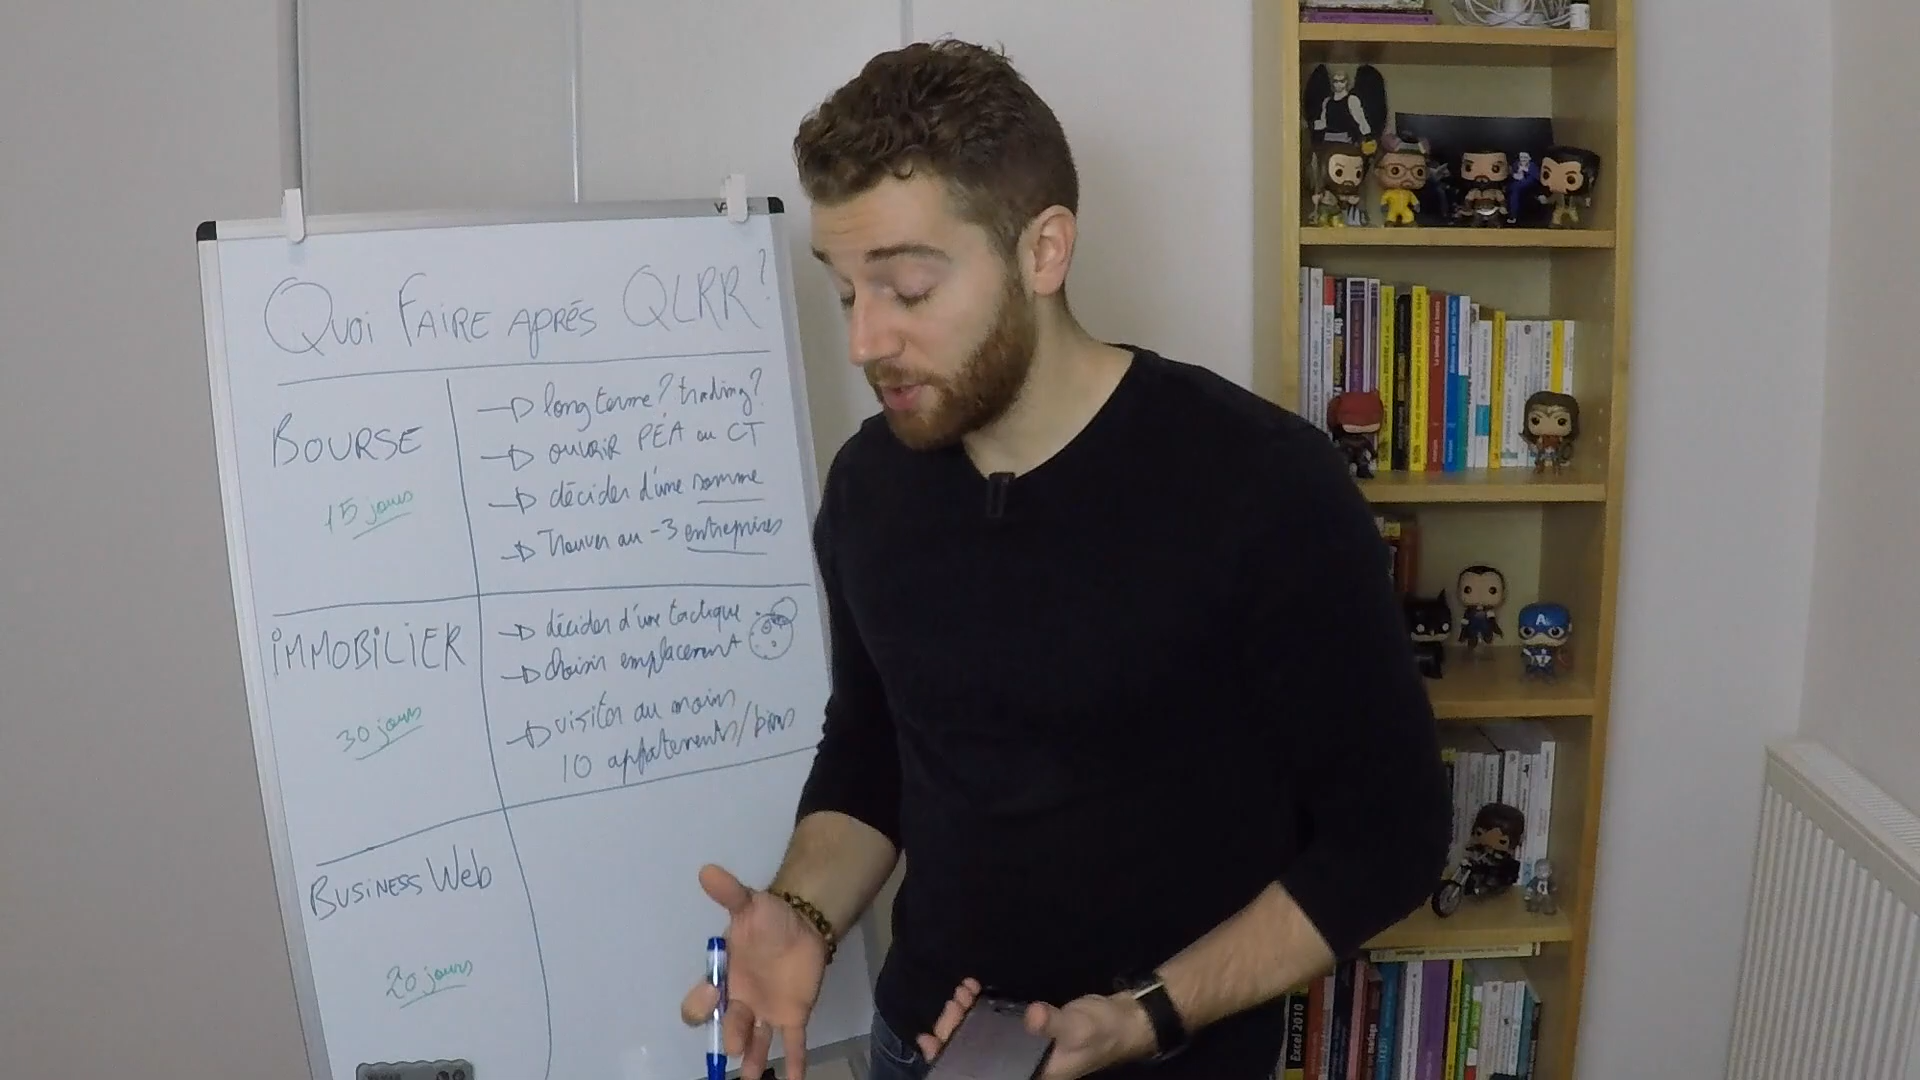 Quoi FAIRE APRÈS QLRR?
BOURSE
15 jours
long terme? trading?
ouvrir PEA ou CT
décider d'une somme
Trouver au -3 entreprises
iMMOBiLiER
30 jours
décider d'une tactique
choisir emplacement
visiter au moins
10 appartements/biens
BUSiNESS Web
20 jours
Excel 2010